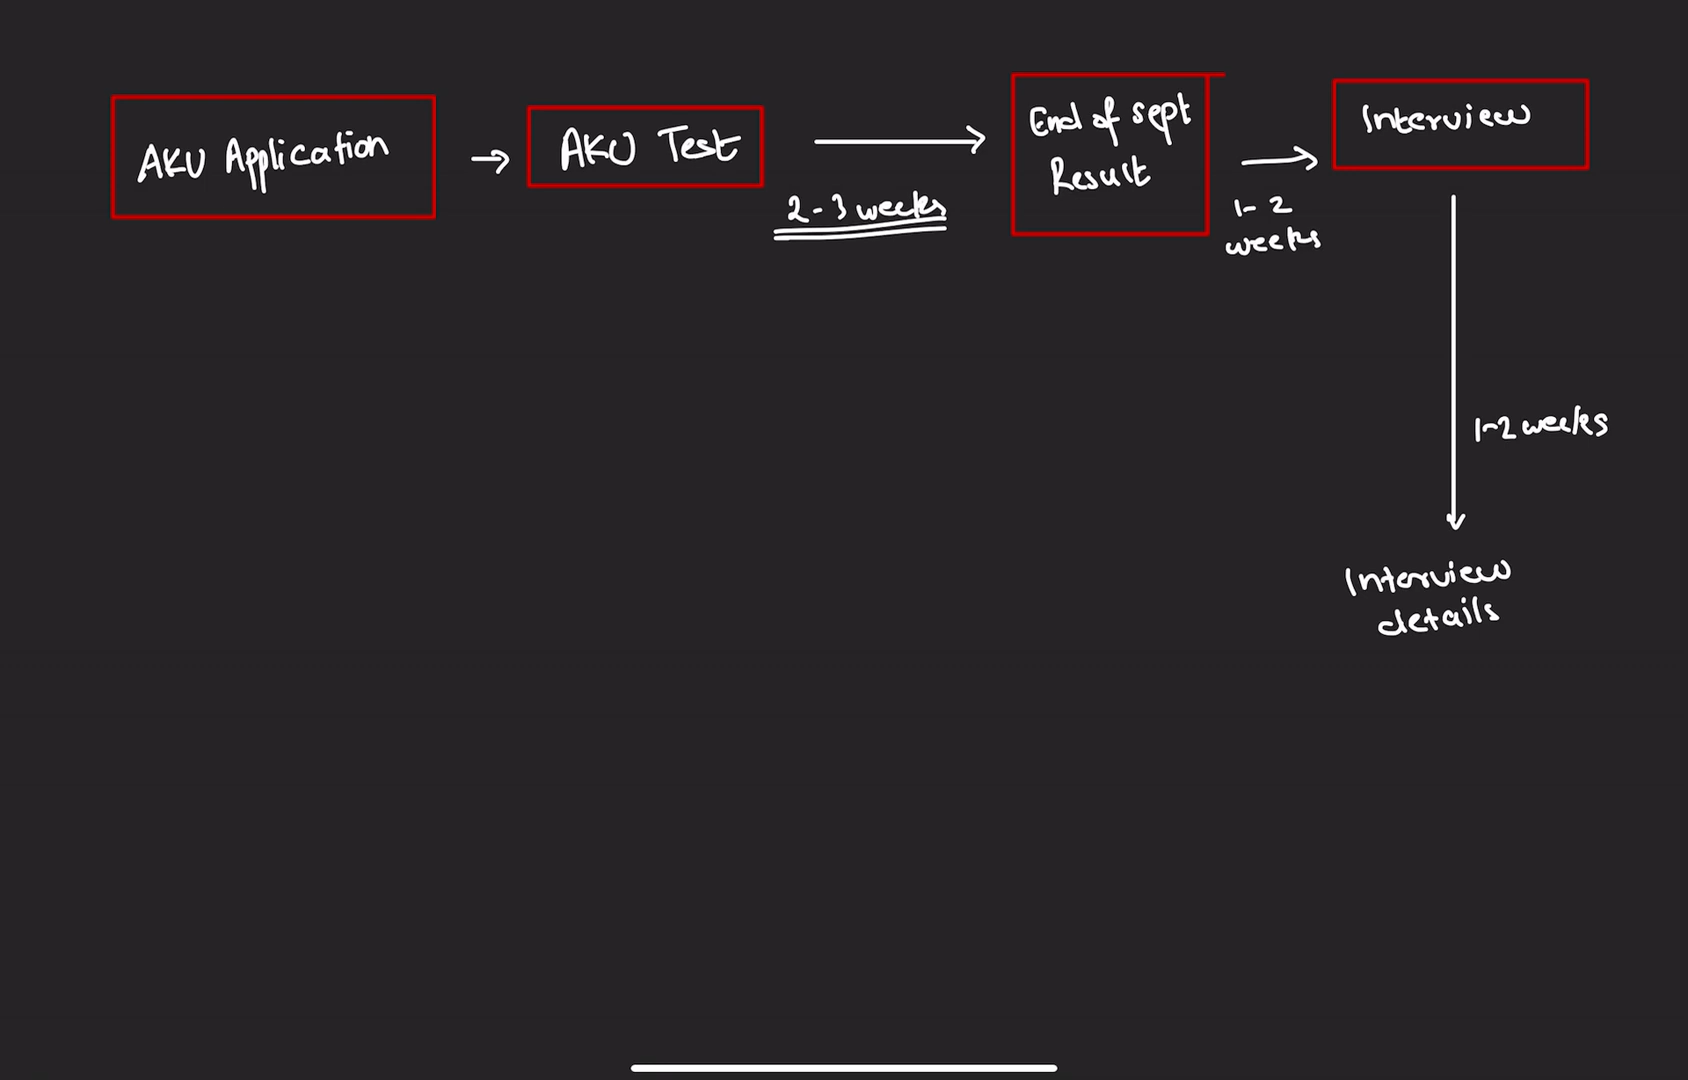 AKU Application
→ AKU Test
2-3 weeks
End of sept
Result
1-2
weeks
Interview
1-2 weeks
Interview
details